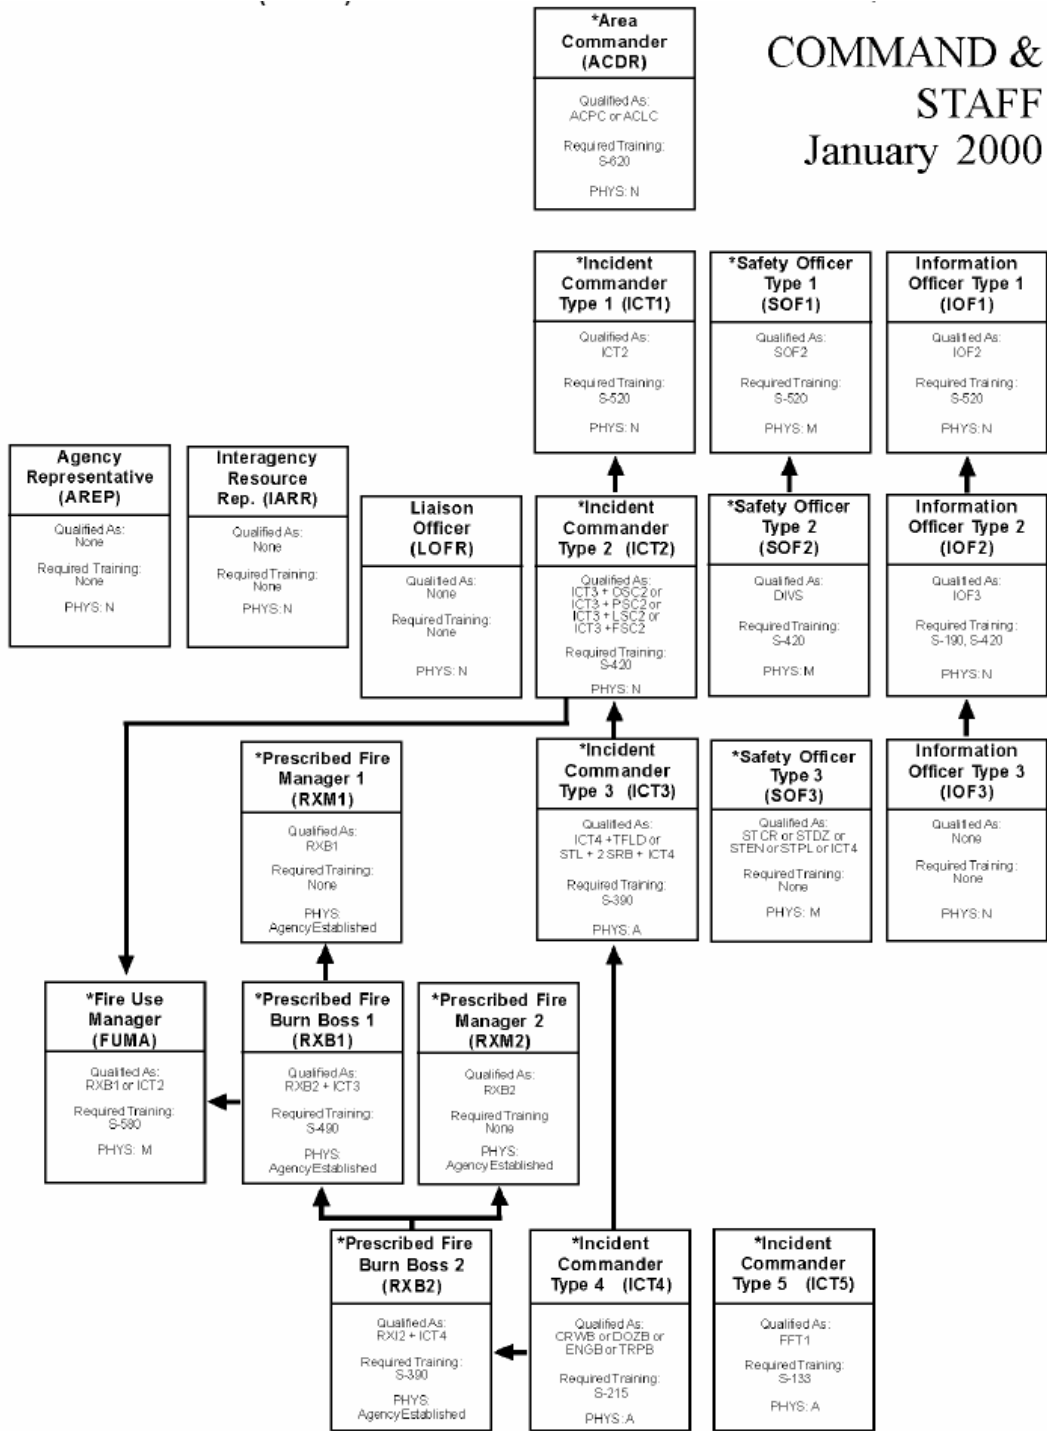 *Area
Commander
(ACDR)
Qualified As:
ACPC or ACLC
Required Training:
S-620
PHYS: N
COMMAND &
STAFF
January 2000
*Incident
Commander
Type 1 (ICT1)
Qualified As:
ICT2
Required Training:
S-520
PHYS: N
*Safety Officer
Type 1
(SOF1)
Qualified As:
SOF2
Required Training:
S-520
PHYS: M
Information
Officer Type 1
(IOF1)
Qualified As:
IOF2
Required Training:
S-520
PHYS: N
Agency
Representative
(AREP)
Qualified As:
None
Required Training:
None
PHYS: N
Interagency
Resource
Rep. (IARR)
Qualified As:
None
Required Training:
None
PHYS: N
Liaison
Officer
(LOFR)
Qualified As:
None
Required Training:
None
PHYS: N
*Incident
Commander
Type 2 (ICT2)
Qualified As:
ICT3 + OSC2 or
ICT3 + PSC2 or
ICT3 + LSC2 or
ICT3 +FSC2
Required Training:
S-420
PHYS: N
*Safety Officer
Type 2
(SOF2)
Qualified As:
DIVS
Required Training:
S-420
PHYS: M
Information
Officer Type 2
(IOF2)
Qualified As:
IOF3
Required Training:
S-190, S-420
PHYS: N
*Prescribed Fire
Manager 1
(RXM1)
Qualified As:
RXB1
Required Training:
None
PHYS:
Agency Established
*Incident
Commander
Type 3 (ICT3)
Qualified As:
ICT4 +TFLD or
STL + 2 SRB + ICT4
Required Training:
S-390
PHYS: A
*Safety Officer
Type 3
(SOF3)
Qualified As:
STCR or STDZ or
STEN or STPL or ICT4
Required Training:
None
PHYS: M
Information
Officer Type 3
(IOF3)
Qualified As:
None
Required Training:
None
PHYS: N
*Fire Use
Manager
(FUMA)
Qualified As:
RXB1 or ICT2
Required Training:
S-580
PHYS: M
*Prescribed Fire
Burn Boss 1
(RXB1)
Qualified As:
RXB2 + ICT3
Required Training:
S-490
PHYS:
Agency Established
*Prescribed Fire
Manager 2
(RXM2)
Qualified As:
RXB2
Required Training
None
PHYS:
Agency Established
*Prescribed Fire
Burn Boss 2
(RXB2)
Qualified As:
RXI2 + ICT4
Required Training:
S-390
PHYS:
Agency Established
*Incident
Commander
Type 4 (ICT4)
Qualified As:
CRWB or DOZB or
ENGB or TRPB
Required Training:
S-215
PHYS: A
*Incident
Commander
Type 5 (ICT5)
Qualified As:
FFT1
Required Training:
S-133
PHYS: A